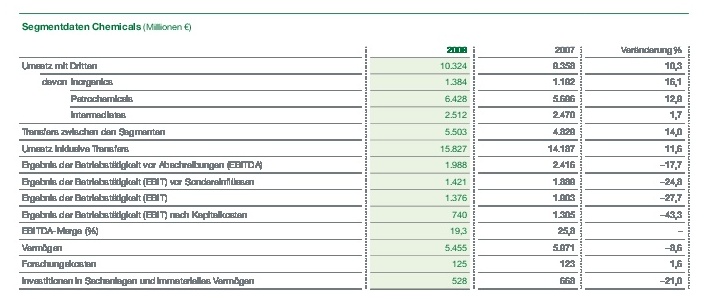 Segmentdaten Chemicals (Millionen €)
2008 2007 Veränderung %
Umsatz mit Dritten 10.324 9.358 10,3
davon Inorganics 1.384 1.192 16,1
Petrochemicals 6.428 5.696 12,9
Intermediates 2.512 2.470 1,7
Transfers zwischen den Segmenten 5.503 4.829 14,0
Umsatz inklusive Transfers 15.827 14.187 11,6
Ergebnis der Betriebstätigkeit vor Abschreibungen (EBITDA) 1.988 2.416 –17,7
Ergebnis der Betriebstätigkeit (EBIT) vor Sondereinflüssen 1.421 1.889 –24,8
Ergebnis der Betriebstätigkeit (EBIT) 1.376 1.903 –27,7
Ergebnis der Betriebstätigkeit (EBIT) nach Kapitalkosten 740 1.305 –43,3
EBITDA-Marge (%) 19,3 25,8 –
Vermögen 5.455 5.971 –8,6
Forschungskosten 125 123 1,6
Investitionen in Sachanlagen und immaterielles Vermögen 528 668 –21,0